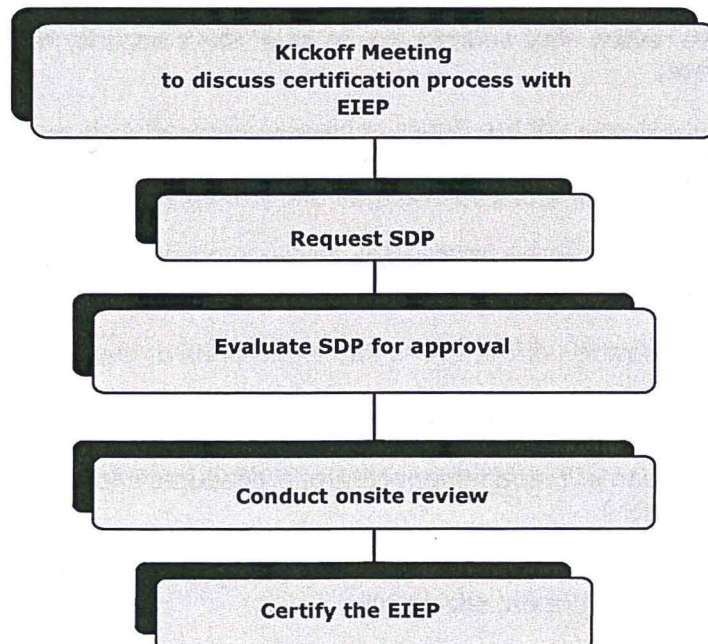 Kickoff Meeting
to discuss certification process with
EIEP
Request SDP
Evaluate SDP for approval
Conduct onsite review
Certify the EIEP